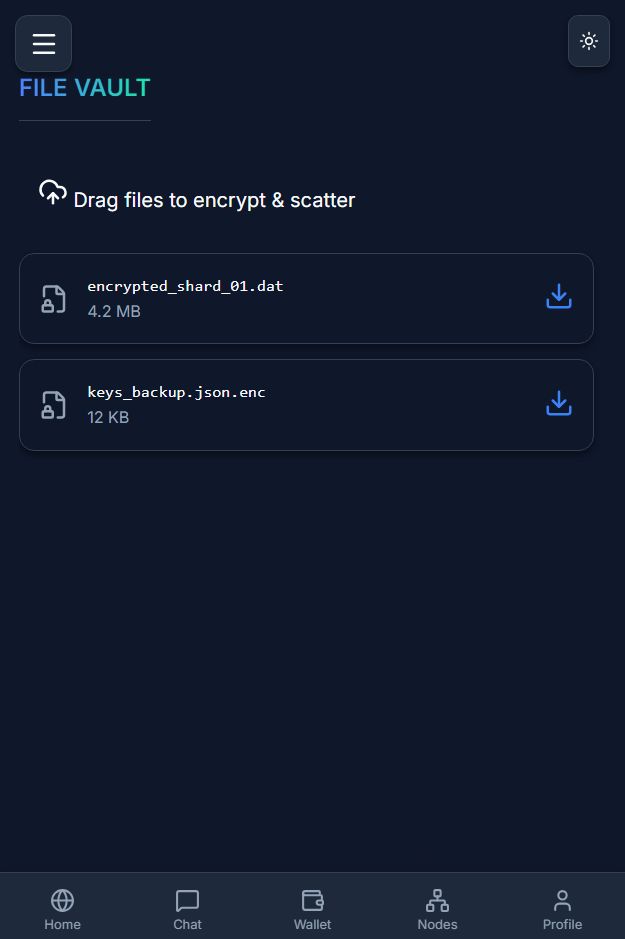 FILE VAULT
Drag files to encrypt & scatter
encrypted_shard_01.dat
4.2 MB
keys_backup.json.enc
12 KB
Home
Chat
Wallet
Nodes
Profile